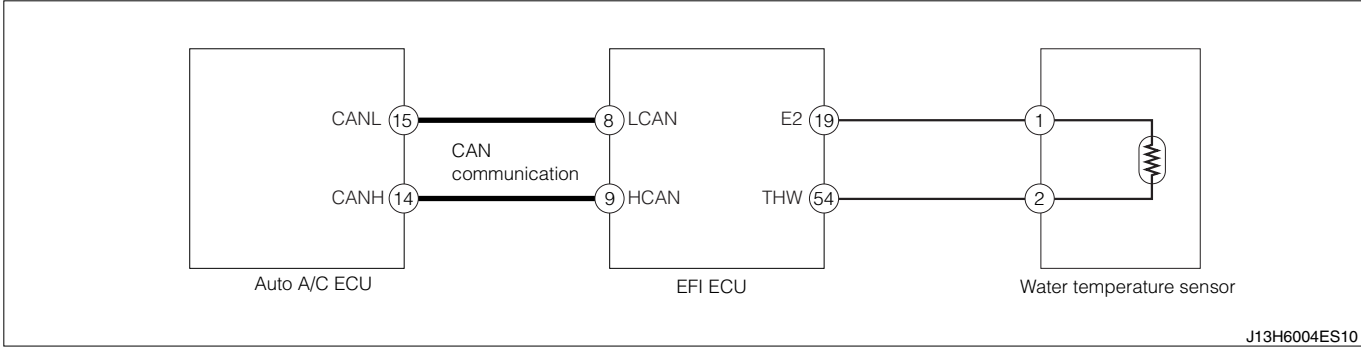 CANL 15 8 LCAN E2 19 1
CAN
communication
CANH 14 9 HCAN THW 54 2
Auto A/C ECU EFI ECU Water temperature sensor
J13H6004ES10